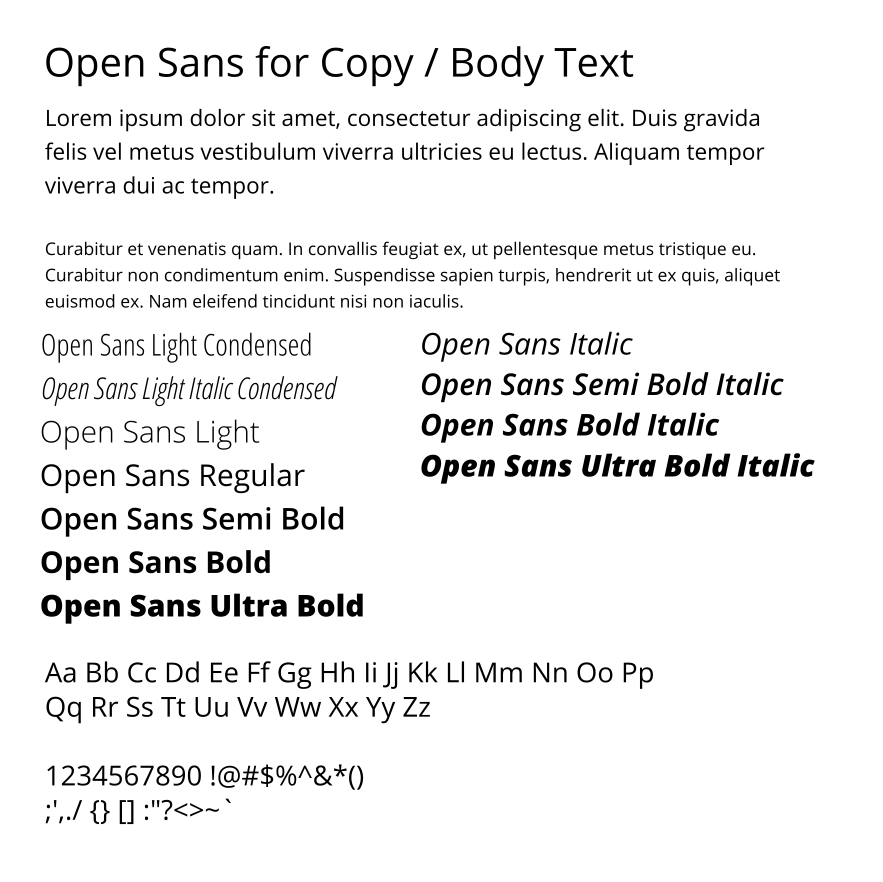 Open Sans for Copy / Body Text
Lorem ipsum dolor sit amet, consectetur adipiscing elit. Duis gravida
felis vel metus vestibulum viverra ultricies eu lectus. Aliquam tempor
viverra dui ac tempor.
Curabitur et venenatis quam. In convallis feugiat ex, ut pellentesque metus tristique eu.
Curabitur non condimentum enim. Suspendisse sapien turpis, hendrerit ut ex quis, aliquet
euismod ex. Nam eleifend tincidunt nisi non iaculis.
Open Sans Light Condensed
Open Sans Light Italic Condensed
Open Sans Light
Open Sans Regular
Open Sans Semi Bold
Open Sans Bold
Open Sans Ultra Bold
Open Sans Italic
Open Sans Semi Bold Italic
Open Sans Bold Italic
Open Sans Ultra Bold Italic
Aa Bb Cc Dd Ee Ff Gg Hh Ii Jj Kk Ll Mm Nn Oo Pp
Qq Rr Ss Tt Uu Vv Ww Xx Yy Zz
1234567890 !@#$%^&*()
;',./ {} [] :"?<>~`